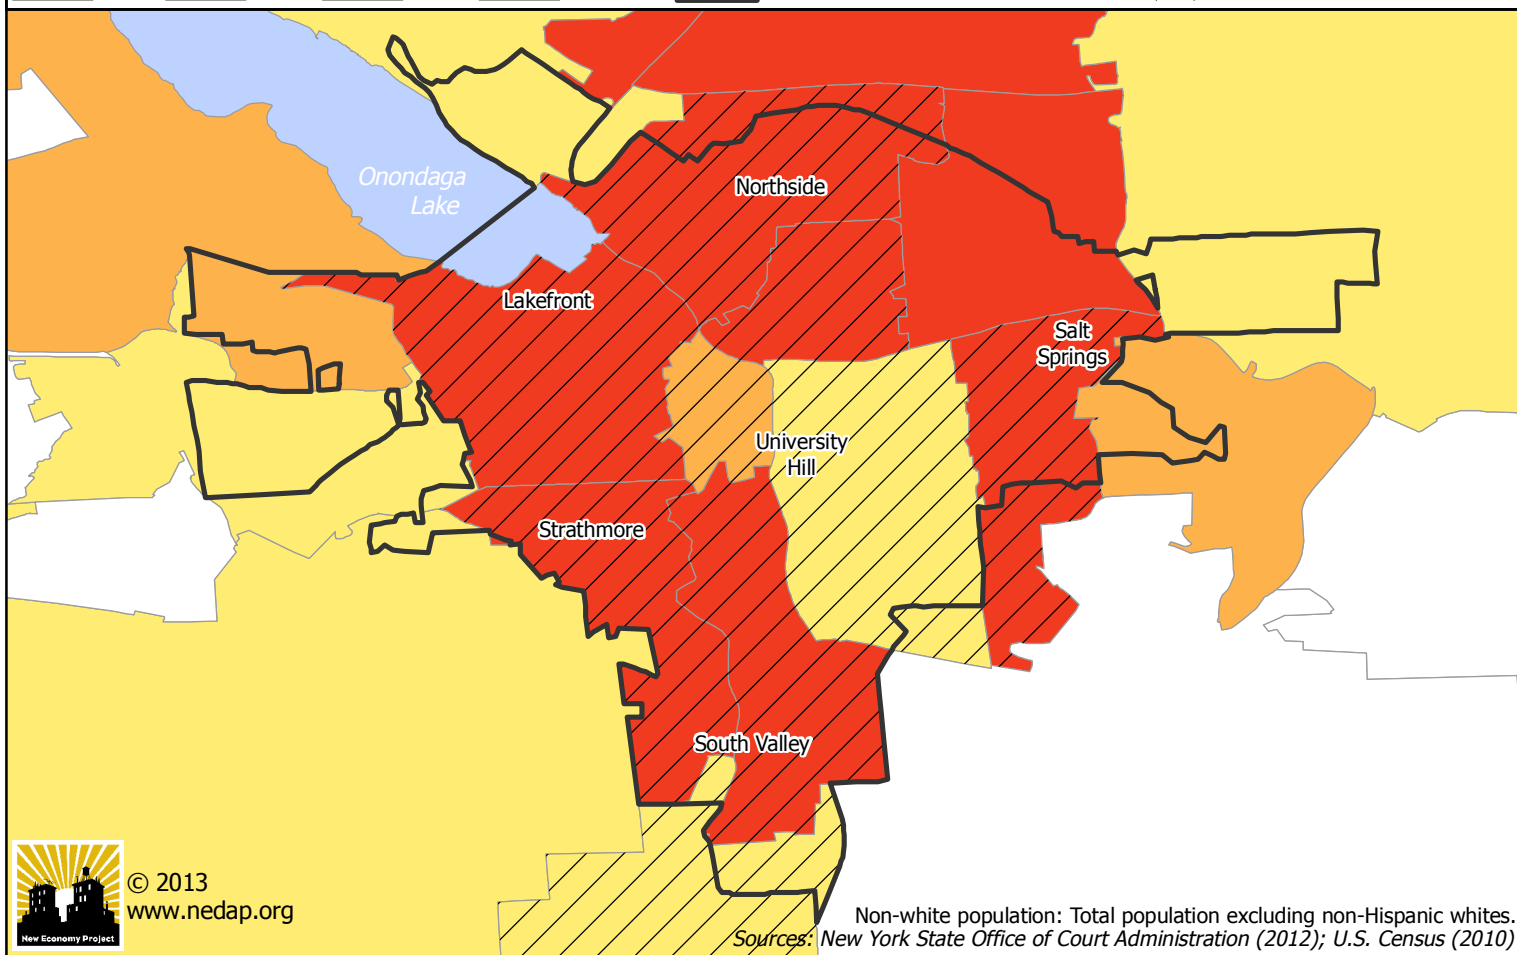 Onondaga
Lake
Northside
Lakefront
Salt
Springs
University
Hill
Strathmore
South Valley
© 2013
www.nedap.org
New Economy Project
Non-white population: Total population excluding non-Hispanic whites.
Sources: New York State Office of Court Administration (2012); U.S. Census (2010)